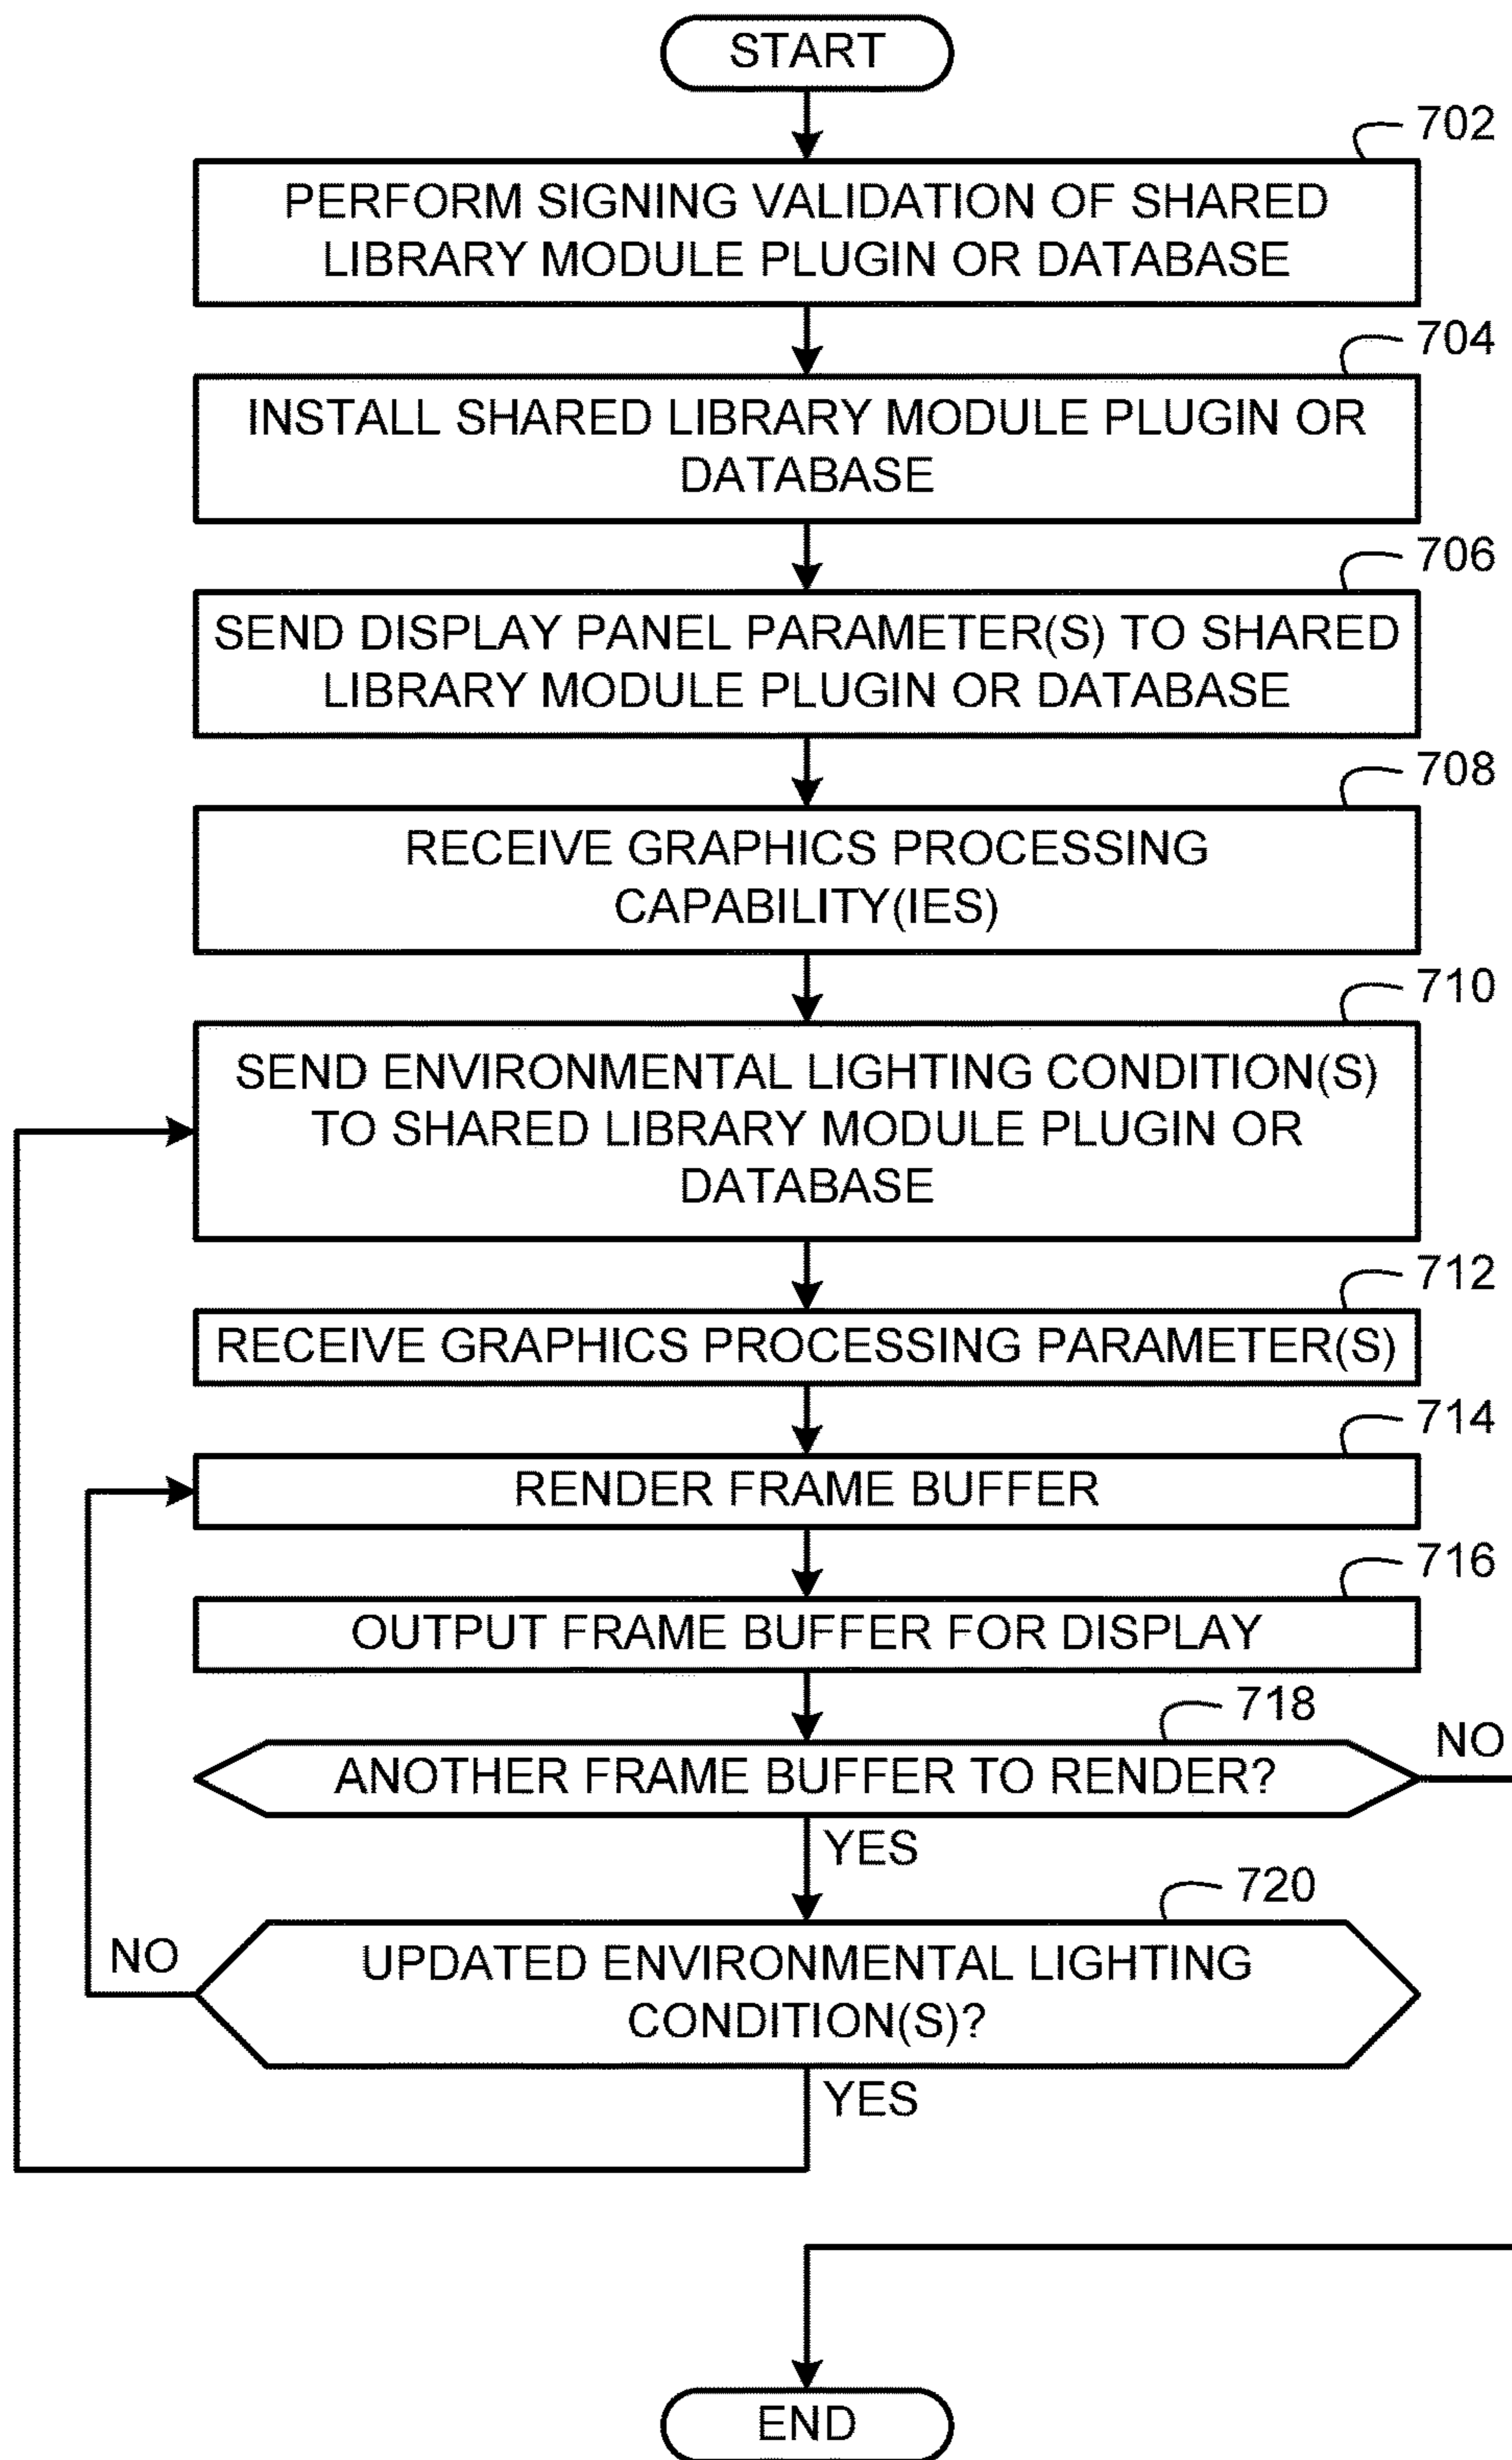 START
702
PERFORM SIGNING VALIDATION OF SHARED
LIBRARY MODULE PLUGIN OR DATABASE
704
INSTALL SHARED LIBRARY MODULE PLUGIN OR
DATABASE
706
SEND DISPLAY PANEL PARAMETER(S) TO SHARED
LIBRARY MODULE PLUGIN OR DATABASE
708
RECEIVE GRAPHICS PROCESSING
CAPABILITY(IES)
710
SEND ENVIRONMENTAL LIGHTING CONDITION(S)
TO SHARED LIBRARY MODULE PLUGIN OR
DATABASE
712
RECEIVE GRAPHICS PROCESSING PARAMETER(S)
714
RENDER FRAME BUFFER
716
OUTPUT FRAME BUFFER FOR DISPLAY
718
NO
ANOTHER FRAME BUFFER TO RENDER?
YES
720
NO
UPDATED ENVIRONMENTAL LIGHTING
CONDITION(S)?
YES
END